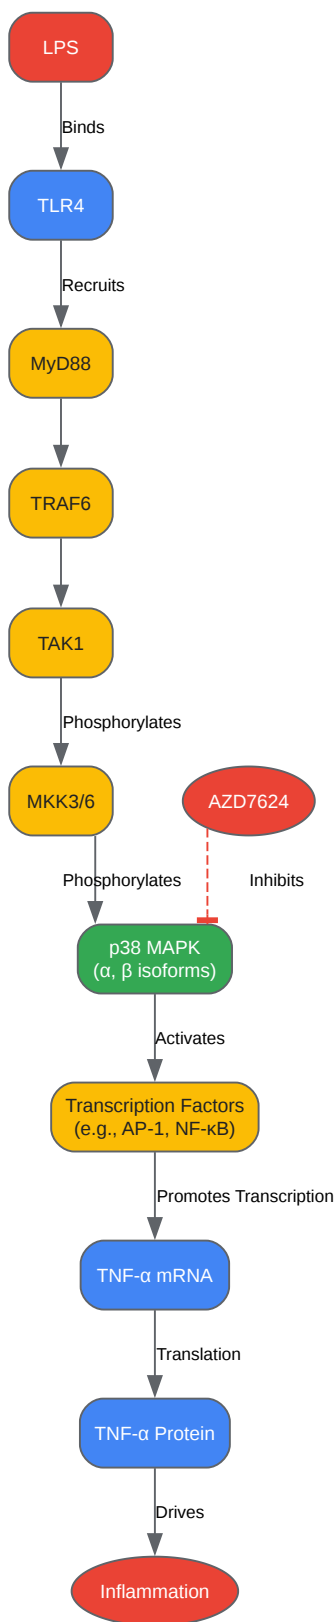 LPS
Binds
TLR4
Recruits
MyD88
TRAF6
TAK1
Phosphorylates
MKK3/6
AZD7624
Phosphorylates
Inhibits
p38 MAPK
(α, β isoforms)
Activates
Transcription Factors
(e.g., AP-1, NF-κB)
Promotes Transcription
TNF-α mRNA
Translation
TNF-α Protein
Drives
Inflammation